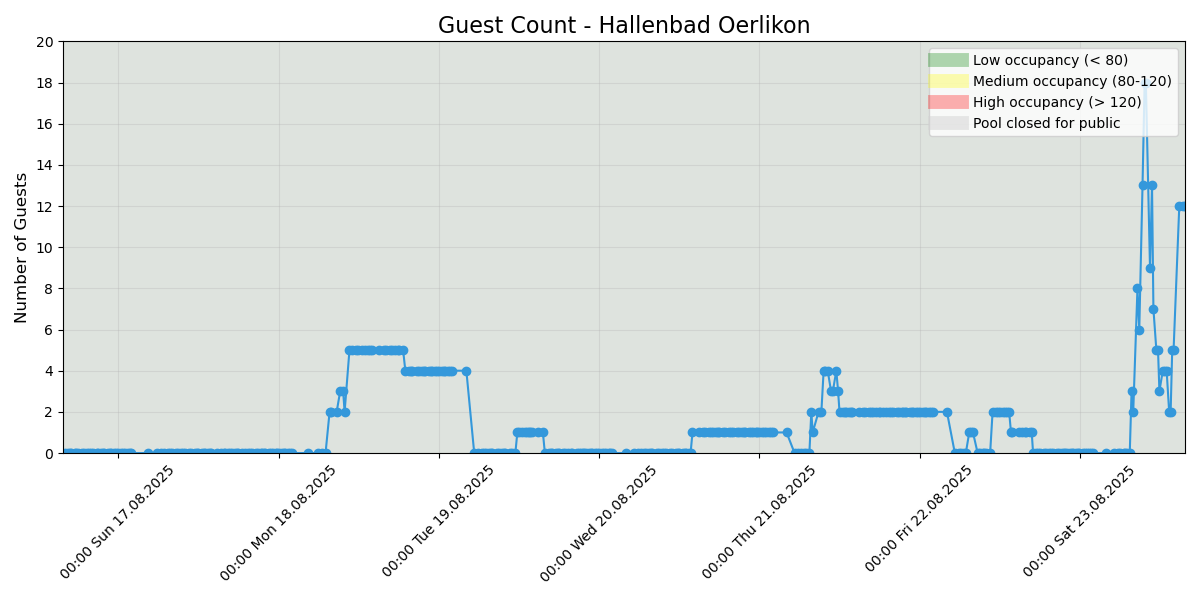 Guest Count - Hallenbad Oerlikon
Number of Guests
20
18
16
14
12
10
8
6
4
2
0
Low occupancy (< 80)
Medium occupancy (80-120)
High occupancy (> 120)
Pool closed for public
00:00 Sun 17.08.2025
00:00 Mon 18.08.2025
00:00 Tue 19.08.2025
00:00 Wed 20.08.2025
00:00 Thu 21.08.2025
00:00 Fri 22.08.2025
00:00 Sat 23.08.2025